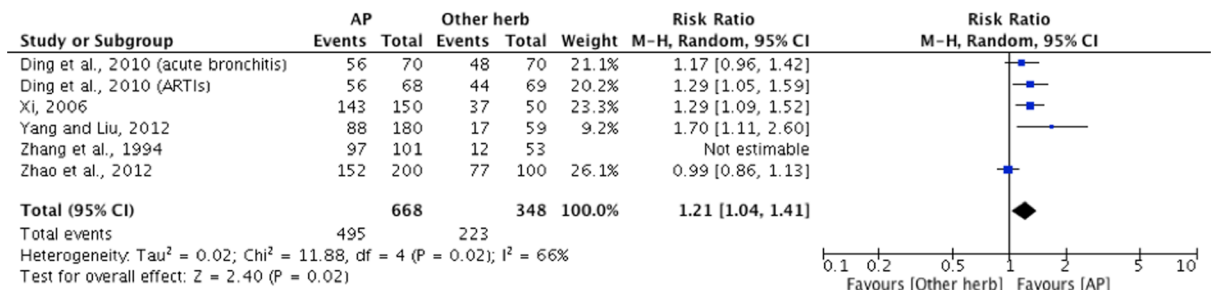 AP Other herb Risk Ratio Risk Ratio
Study or Subgroup Events Total Events Total Weight M-H, Random, 95% CI M-H, Random, 95% CI
Ding et al., 2010 (acute bronchitis) 56 70 48 70 21.1% 1.17 [0.96, 1.42]
Ding et al., 2010 (ARTIs) 56 68 44 69 20.2% 1.29 [1.05, 1.59]
Xi, 2006 143 150 37 50 23.3% 1.29 [1.09, 1.52]
Yang and Liu, 2012 88 180 17 59 9.2% 1.70 [1.11, 2.60]
Zhang et al., 1994 97 101 12 53 Not estimable
Zhao et al., 2012 152 200 77 100 26.1% 0.99 [0.86, 1.13]
Total (95% CI) 668 348 100.0% 1.21 [1.04, 1.41]
Total events 495 223
Heterogeneity: Tau² = 0.02; Chi² = 11.88, df = 4 (P = 0.02); I² = 66%
Test for overall effect: Z = 2.40 (P = 0.02)
0.1 0.2 0.5 1 2 5 10
Favours [Other herb] Favours [AP]